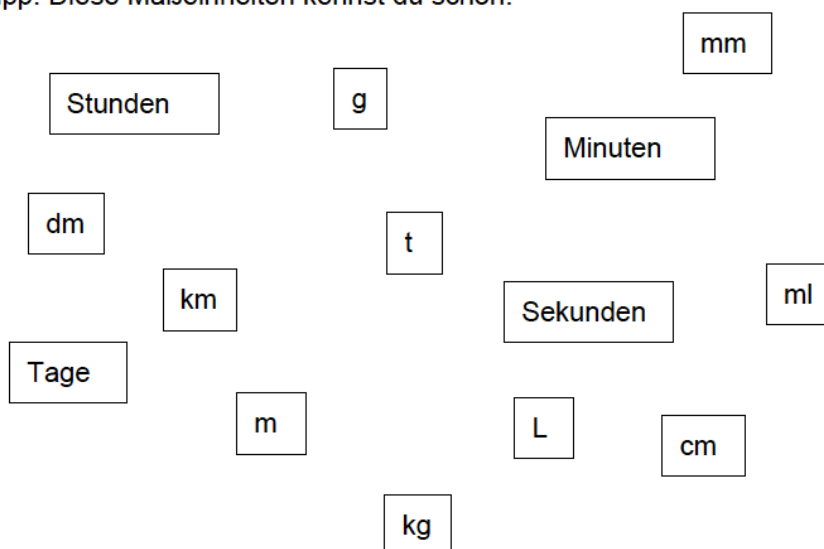 Diese Maßeinheiten kennst du schon.
mm
Stunden
g
Minuten
dm
t
km
ml
Sekunden
Tage
m
L
cm
kg